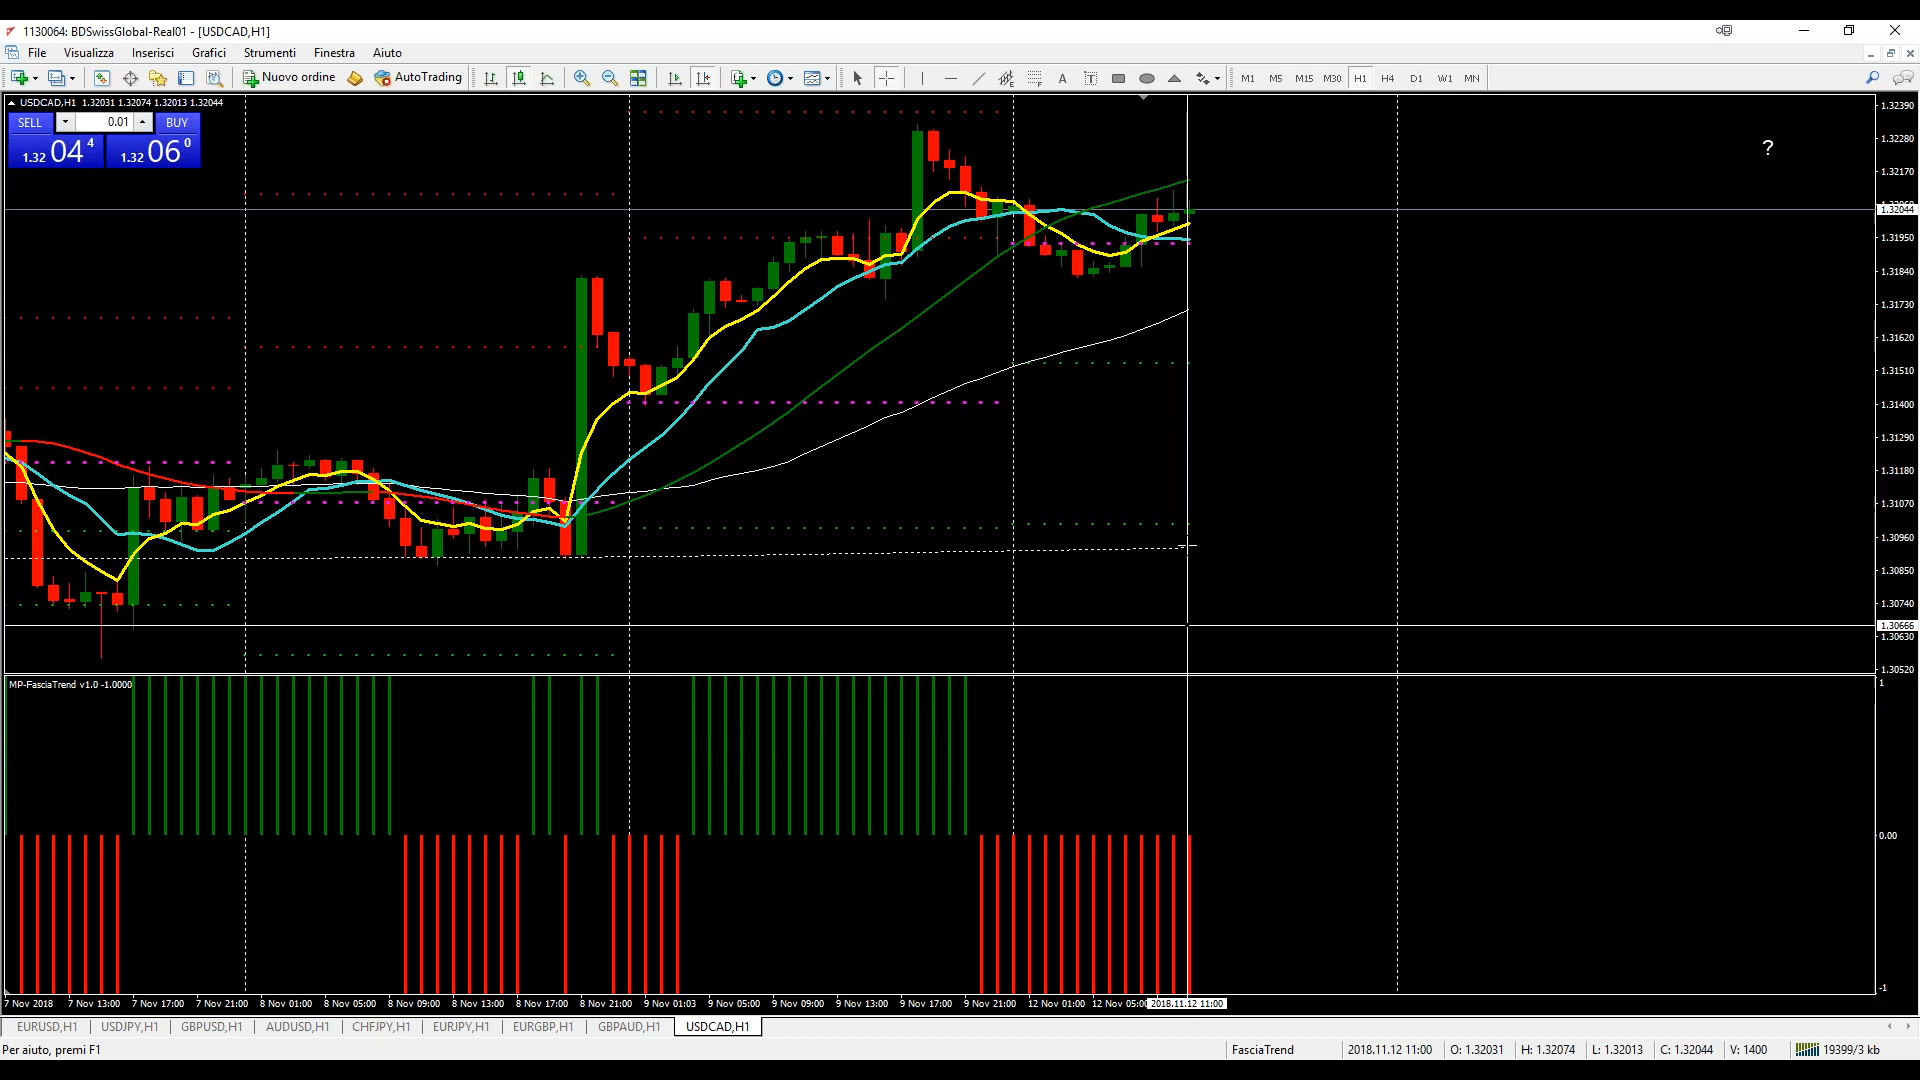 1130064: BDSwissGlobal-Real01 - [USDCAD,H1]
File Visualizza Inserisci Grafici Strumenti Finestra Aiuto
Nuovo ordine AutoTrading A T M1 M5 M15 M30 H1 H4 D1 W1 MN
USDCAD,H1 1.32031 1.32074 1.32013 1.32044
SELL 0.01 BUY
1.32 04 4 1.32 06 0
?
1.32390
1.32280
1.32170
1.32044
1.31950
1.31840
1.31730
1.31620
1.31510
1.31400
1.31290
1.31180
1.31070
1.30960
1.30850
1.30740
1.30666
1.30630
1.30520
MP-FasciaTrend v1.0 -1.0000
1
0.00
-1
7 Nov 2018 7 Nov 13:00 7 Nov 17:00 7 Nov 21:00 8 Nov 01:00 8 Nov 05:00 8 Nov 09:00 8 Nov 13:00 8 Nov 17:00 8 Nov 21:00 9 Nov 01:03 9 Nov 05:00 9 Nov 09:00 9 Nov 13:00 9 Nov 17:00 9 Nov 21:00 12 Nov 01:00 12 Nov 05:00 2018.11.12 11:00
EURUSD,H1 USDJPY,H1 GBPUSD,H1 AUDUSD,H1 CHFJPY,H1 EURJPY,H1 EURGBP,H1 GBPAUD,H1 USDCAD,H1
Per aiuto, premi F1 FasciaTrend 2018.11.12 11:00 O: 1.32031 H: 1.32074 L: 1.32013 C: 1.32044 V: 1400 19399/3 kb